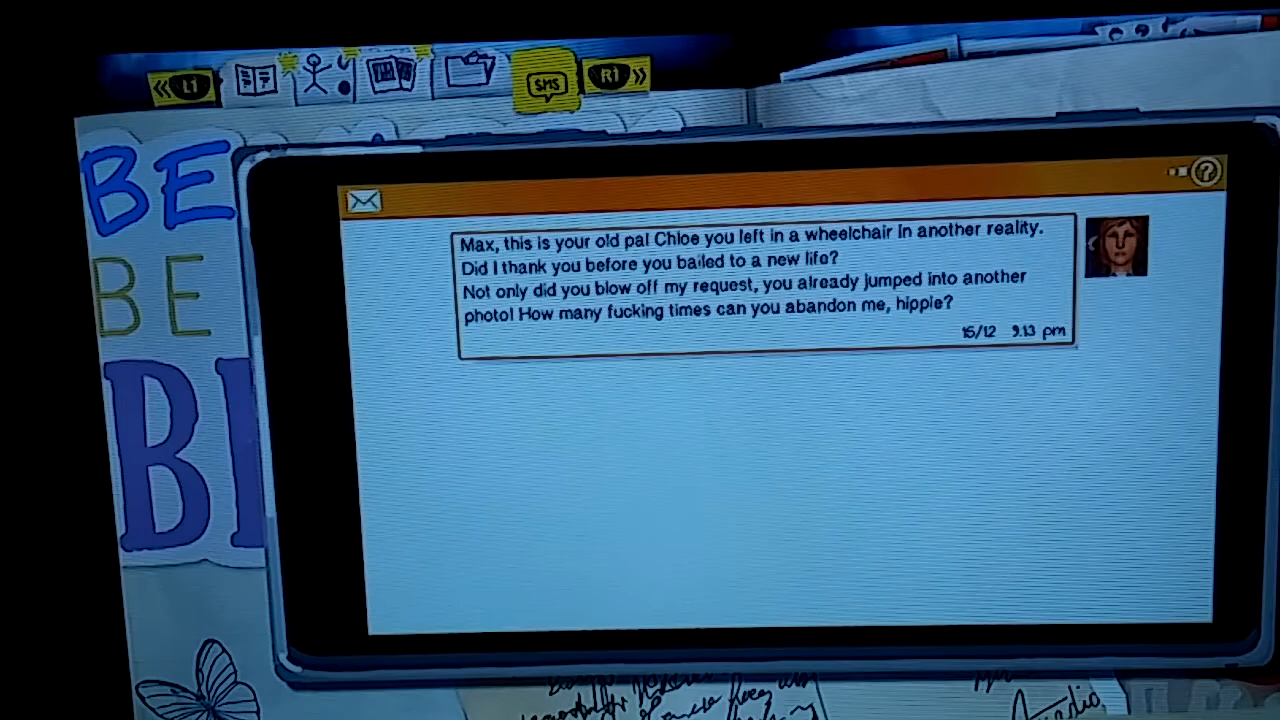 L1
SMS
R1
BE
BE
Max, this is your old pal Chloe you left in a wheelchair in another reality.
Did I thank you before you bailed to a new life?
Not only did you blow off my request, you already jumped into another
photo! How many fucking times can you abandon me, hippie?
15/12 9.13 pm